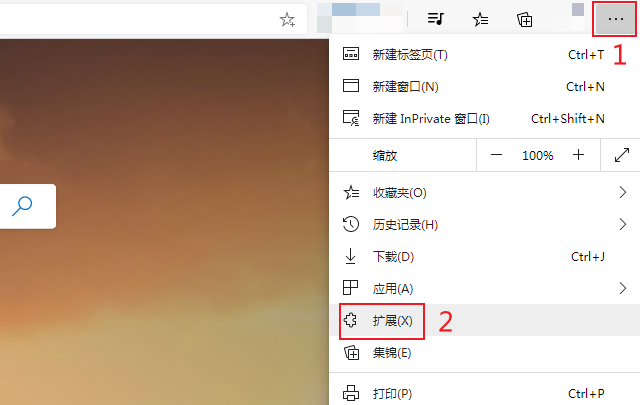 1
新建标签页(T) Ctrl+T
新建窗口(N) Ctrl+N
新建 InPrivate 窗口(I) Ctrl+Shift+N
缩放 — 100% +
收藏夹(O)
历史记录(H)
下载(D) Ctrl+J
应用(A)
扩展(X) 2
集锦(E)
打印(P) Ctrl+P